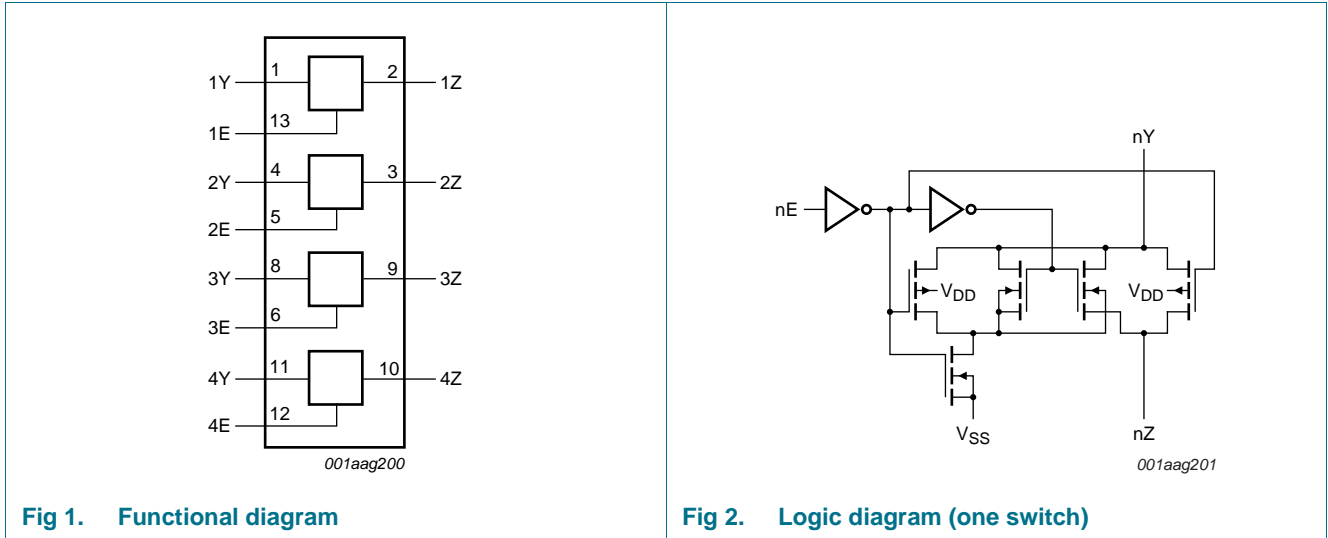 1Y 1 2 1Z
1E 13
2Y 4 3 2Z
2E 5
3Y 8 9 3Z
3E 6
4Y 11 10 4Z
4E 12
001aag200
Fig 1. Functional diagram
nY
nE
VDD VDD
VSS nZ
001aag201
Fig 2. Logic diagram (one switch)